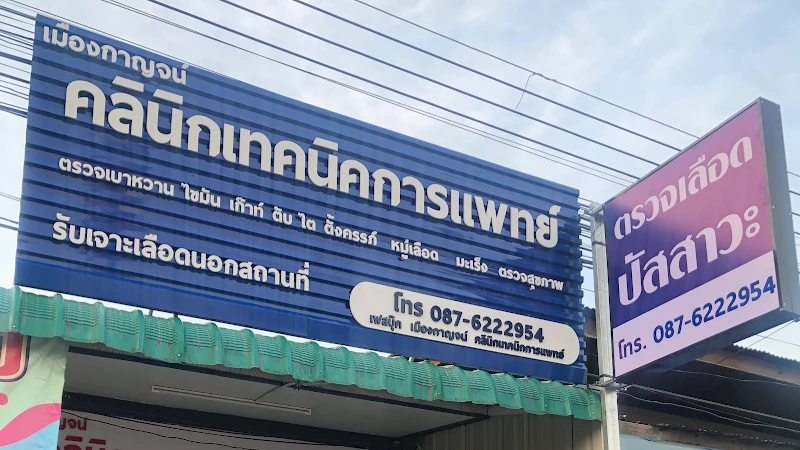 เมืองกาญจน์
คลินิกเทคนิคการแพทย์
ตรวจเบาหวาน ไขมัน เก๊าท์ ตับ ไต ตั้งครรภ์ หมู่เลือด มะเร็ง ตรวจสุขภาพ
รับเจาะเลือดนอกสถานที่
โทร 087-6222954
เฟสบุ๊ค เมืองกาญจน์ คลินิกเทคนิกการแพทย์
ตรวจเลือด
ปัสสาวะ
โทร. 087-6222954